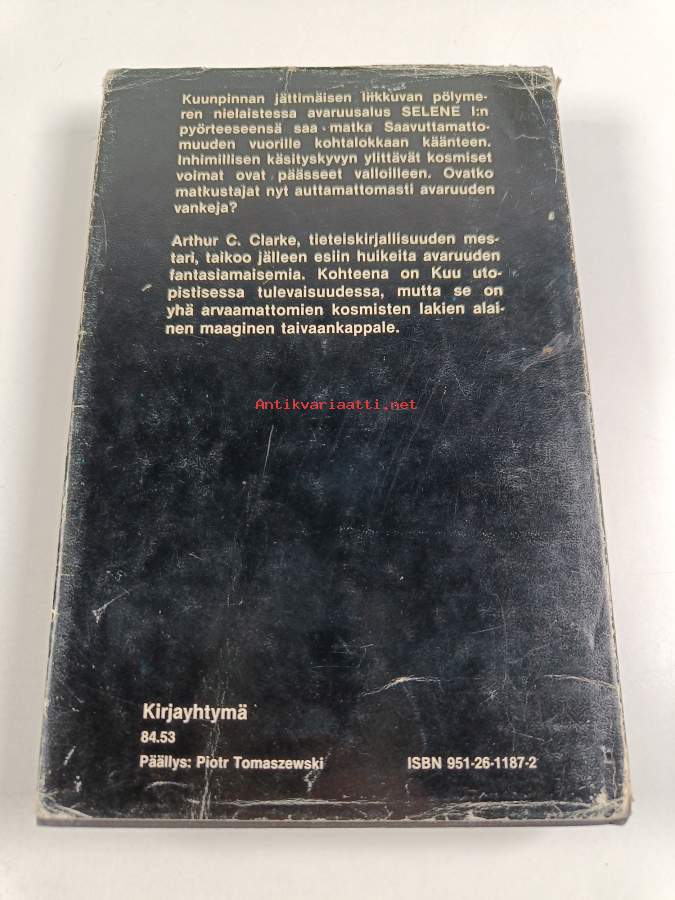 Kuunpinnan jättimäisen liikkuvan pölyme-
ren nielaistessa avaruusalus SELENE I:n
pyörteeseensä saa matka Saavuttamatto-
muuden vuorille kohtalokkaan käänteen.
Inhimillisen käsityskyvyn ylittävät kosmiset
voimat ovat päässeet valloilleen. Ovatko
matkustajat nyt auttamattomasti avaruuden
vankeja?
Arthur C. Clarke, tieteiskirjallisuuden mes-
tari, taikoo jälleen esiin huikeita avaruuden
fantasiamaisemia. Kohteena on Kuu uto-
pistisessa tulevaisuudessa, mutta se on
yhä arvaamattomien kosmisten lakien alai-
nen maaginen taivaankappale.
Antikvariaatti.net
Kirjayhtymä
84.53
Päällys: Piotr Tomaszewski
ISBN 951-26-1187-2